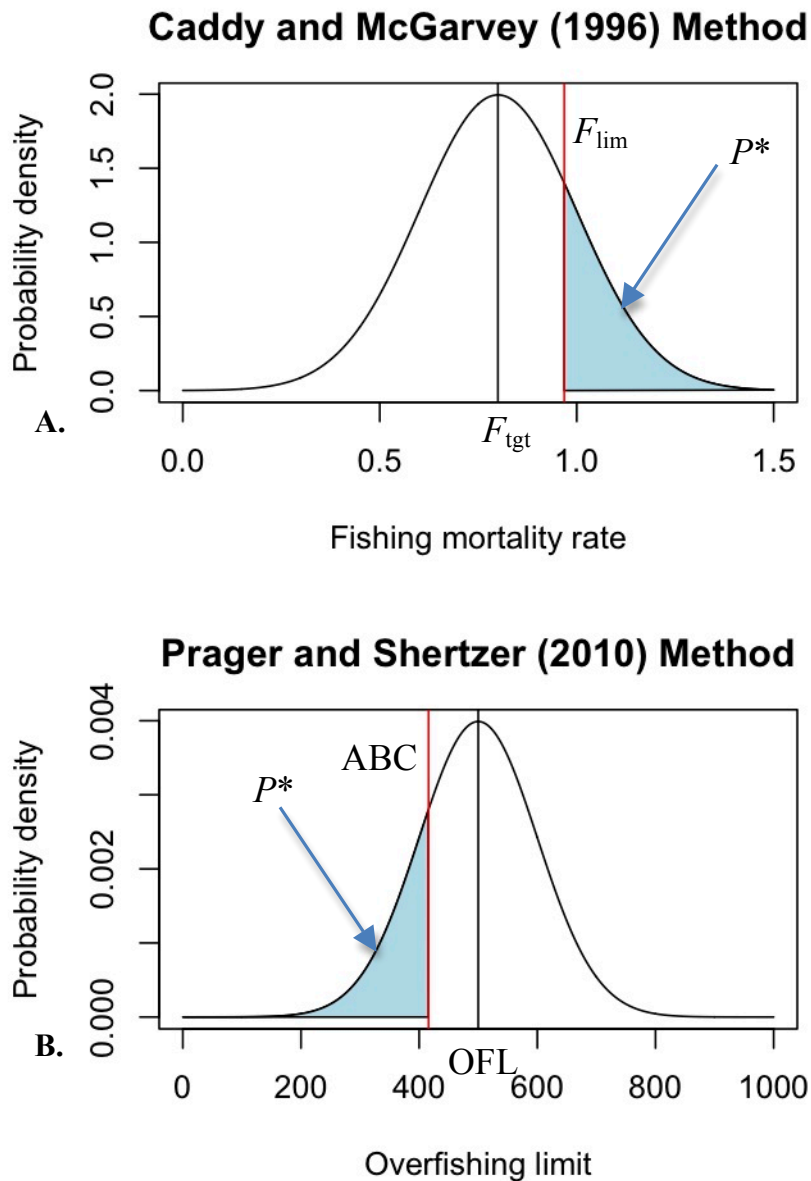 Caddy and McGarvey (1996) Method
Probability density
0.0 0.5 1.0 1.5 2.0
F_lim
P*
A.
F_tgt
0.0 0.5 1.0 1.5
Fishing mortality rate
Prager and Shertzer (2010) Method
Probability density
0.000 0.002 0.004
ABC
P*
B.
OFL
0 200 400 600 800 1000
Overfishing limit